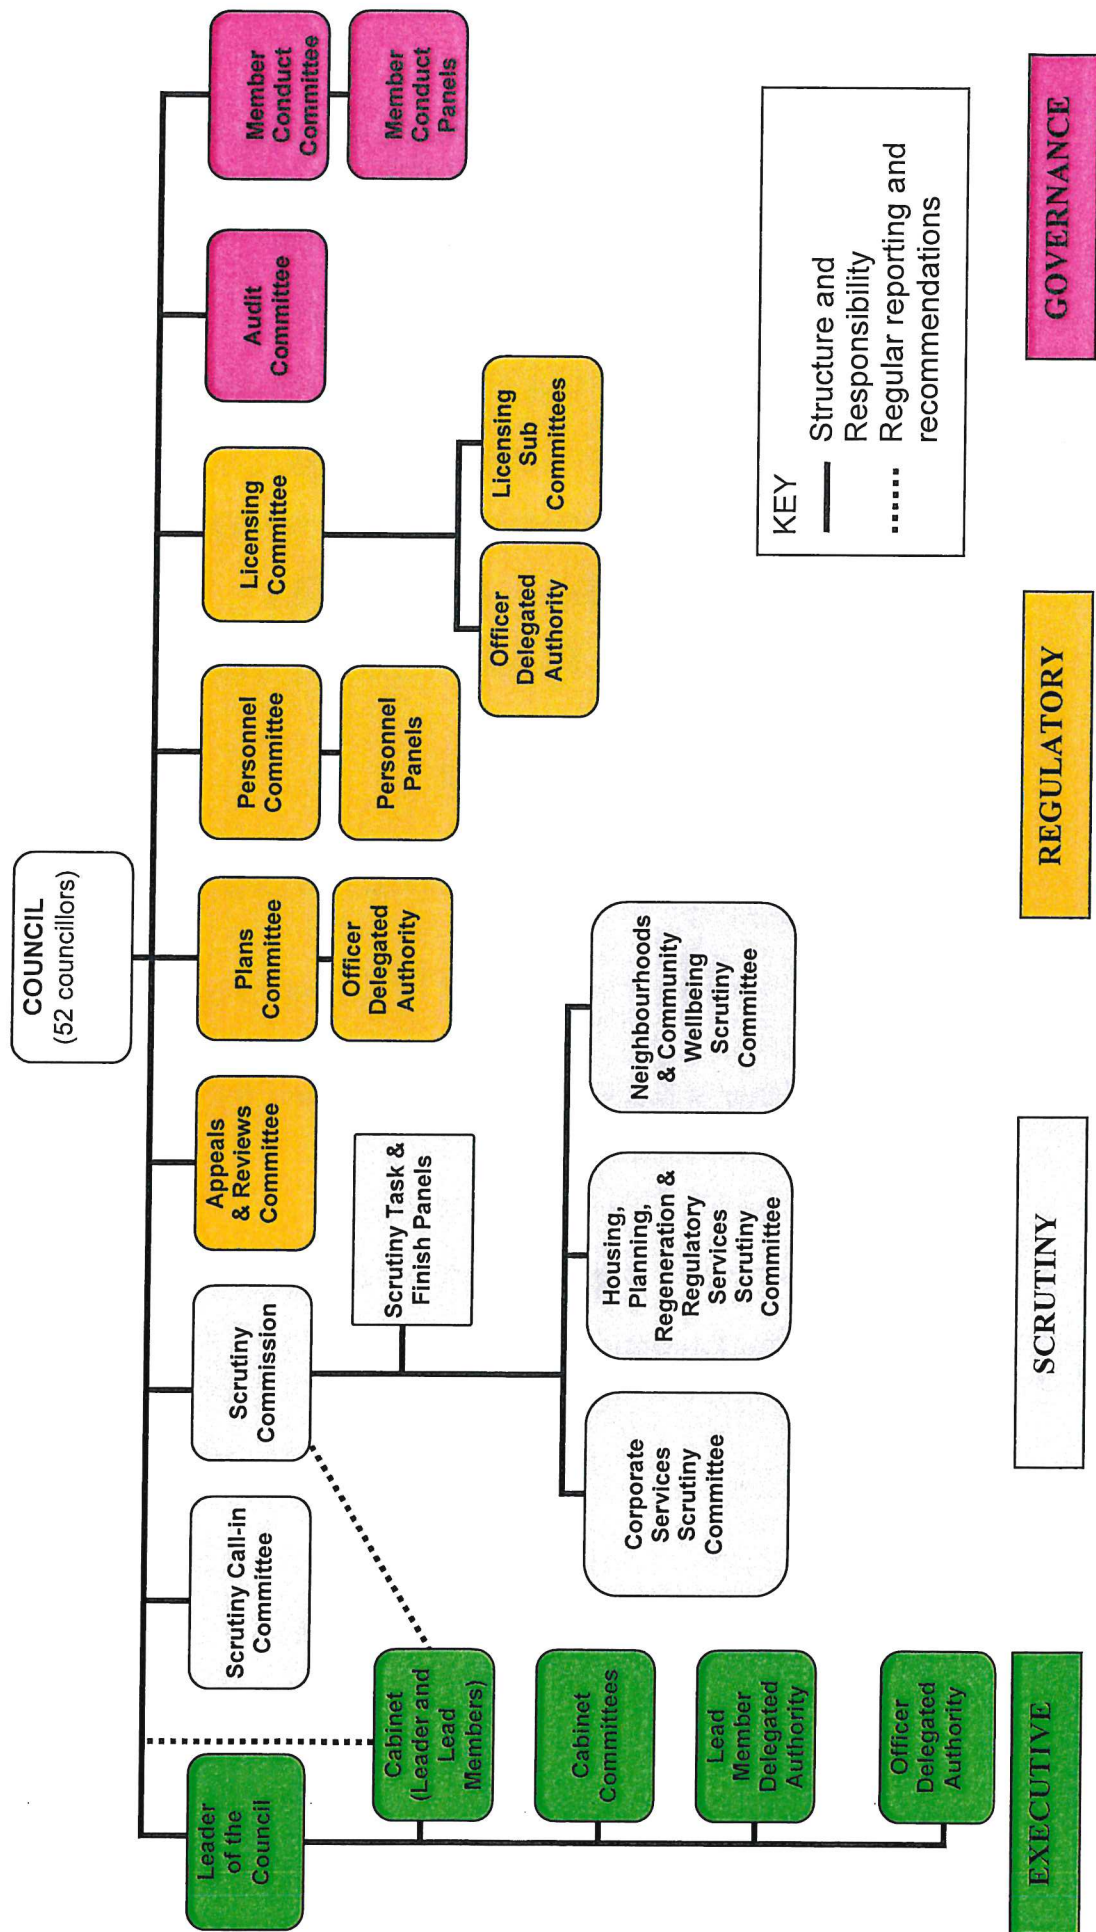 COUNCIL
(52 councillors)
Leader
of the
Council
Scrutiny Call-in
Committee
Scrutiny
Commission
Appeals
& Reviews
Committee
Plans
Committee
Personnel
Committee
Licensing
Committee
Audit
Committee
Member
Conduct
Committee
Cabinet
(Leader and
Lead
Members)
Cabinet
Committees
Lead
Member
Delegated
Authority
Officer
Delegated
Authority
Scrutiny Task &
Finish Panels
Corporate
Services
Scrutiny
Committee
Housing,
Planning,
Regeneration &
Regulatory
Services
Scrutiny
Committee
Neighbourhoods
& Community
Wellbeing
Scrutiny
Committee
Officer
Delegated
Authority
Personnel
Panels
Officer
Delegated
Authority
Licensing
Sub
Committees
Member
Conduct
Panels
KEY
Structure and
Responsibility
Regular reporting and
recommendations
EXECUTIVE
SCRUTINY
REGULATORY
GOVERNANCE